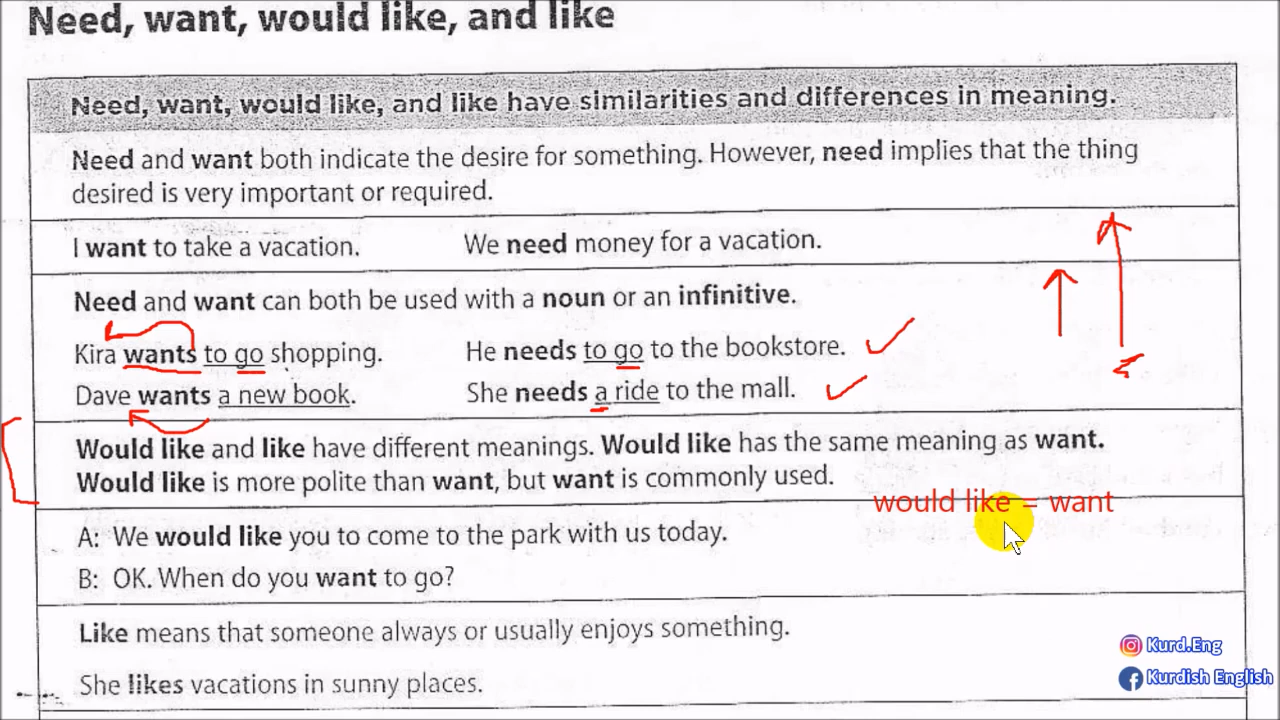 Need, want, would like, and like
Need, want, would like, and like have similarities and differences in meaning.
Need and want both indicate the desire for something. However, need implies that the thing
desired is very important or required.
I want to take a vacation. We need money for a vacation.
Need and want can both be used with a noun or an infinitive.
Kira wants to go shopping. He needs to go to the bookstore.
Dave wants a new book. She needs a ride to the mall.
Would like and like have different meanings. Would like has the same meaning as want.
Would like is more polite than want, but want is commonly used.
would like = want
A: We would like you to come to the park with us today.
B: OK. When do you want to go?
Like means that someone always or usually enjoys something.
She likes vacations in sunny places.
Kurd.Eng
Kurdish English